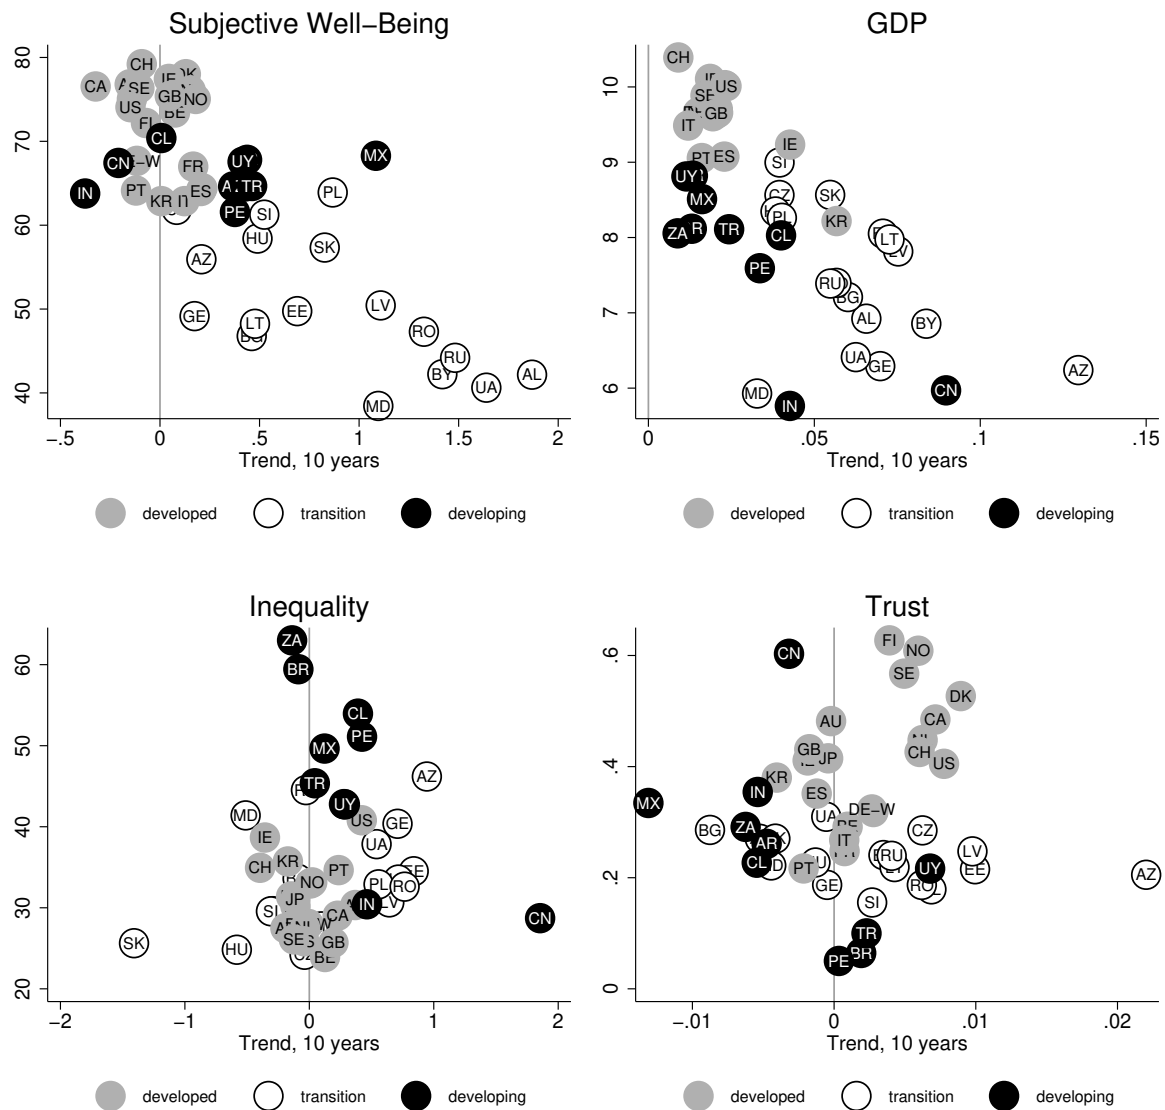 Subjective Well−Being
80
70
60
50
40
CH
CA
SE
US
GB
NO
CL
CN
FR
IN
PT
KR
ES
UY
TR
PE
MX
PL
SI
HU
SK
AZ
GE
LT
EE
LV
RO
RU
BY
UA
AL
MD
−.5 0 .5 1 1.5 2
Trend, 10 years
developed transition developing
GDP
10
9
8
7
6
CH
US
GB
IT
IE
PT
ES
SI
UY
MX
CZ
SK
PL
KR
ZA
TR
CL
LT
LV
PE
RU
BG
AL
BY
UA
GE
AZ
MD
IN
CN
0 .05 .1 .15
Trend, 10 years
developed transition developing
Inequality
60
50
40
30
20
ZA
BR
CL
PE
MX
TR
AZ
UY
MD
US
GE
IE
UA
KR
CH
PT
NO
PL
RO
JP
IN
CA
CN
SI
SE
GB
BE
SK
HU
−2 −1 0 1 2
Trend, 10 years
developed transition developing
Trust
.6
.4
.2
0
FI
NO
CN
SE
DK
CA
AU
GB
JP
CH
US
KR
IN
ES
MX
DE−W
UA
BG
ZA
CZ
AR
IT
CL
PT
RU
UY
LV
EE
AZ
GE
RO
SI
TR
BR
PE
−.01 0 .01 .02
Trend, 10 years
developed transition developing